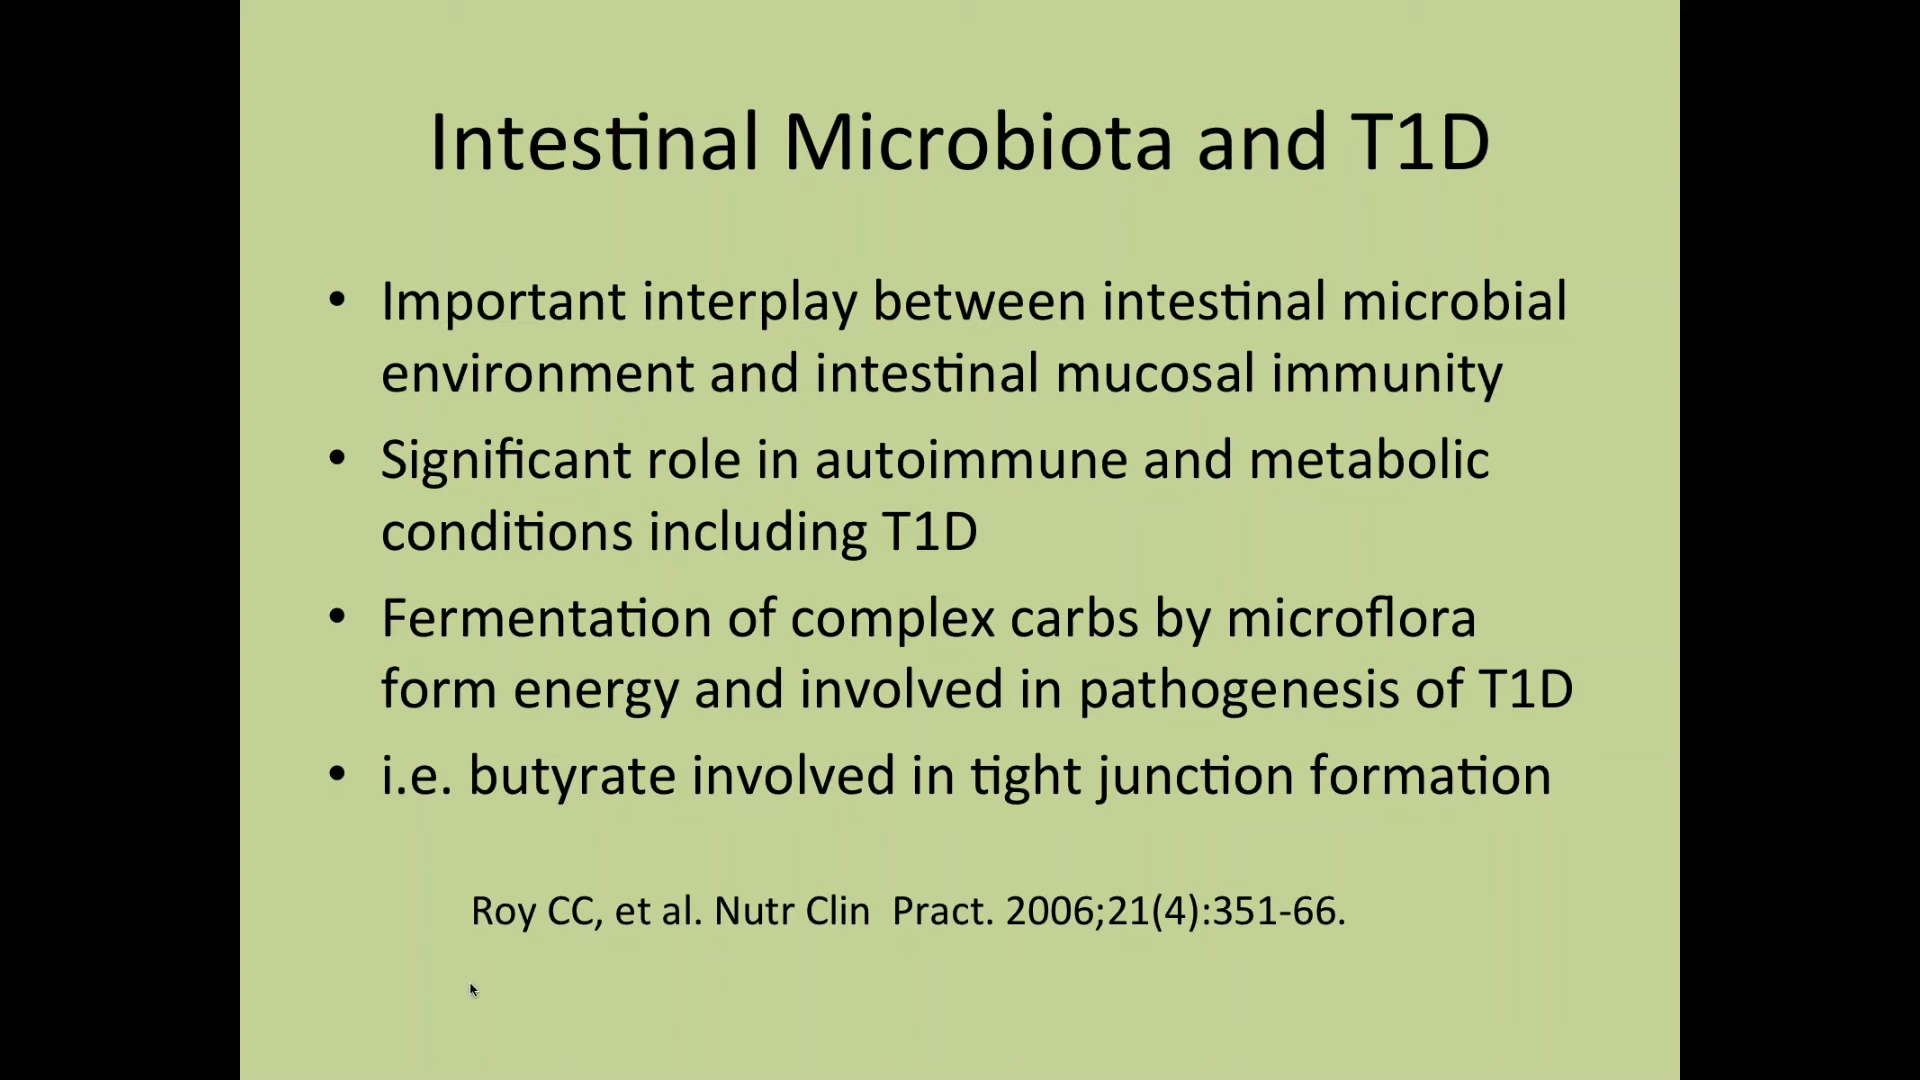 Intestinal Microbiota and T1D
• Important interplay between intestinal microbial
environment and intestinal mucosal immunity
• Significant role in autoimmune and metabolic
conditions including T1D
• Fermentation of complex carbs by microflora
form energy and involved in pathogenesis of T1D
• i.e. butyrate involved in tight junction formation
Roy CC, et al. Nutr Clin  Pract. 2006;21(4):351-66.